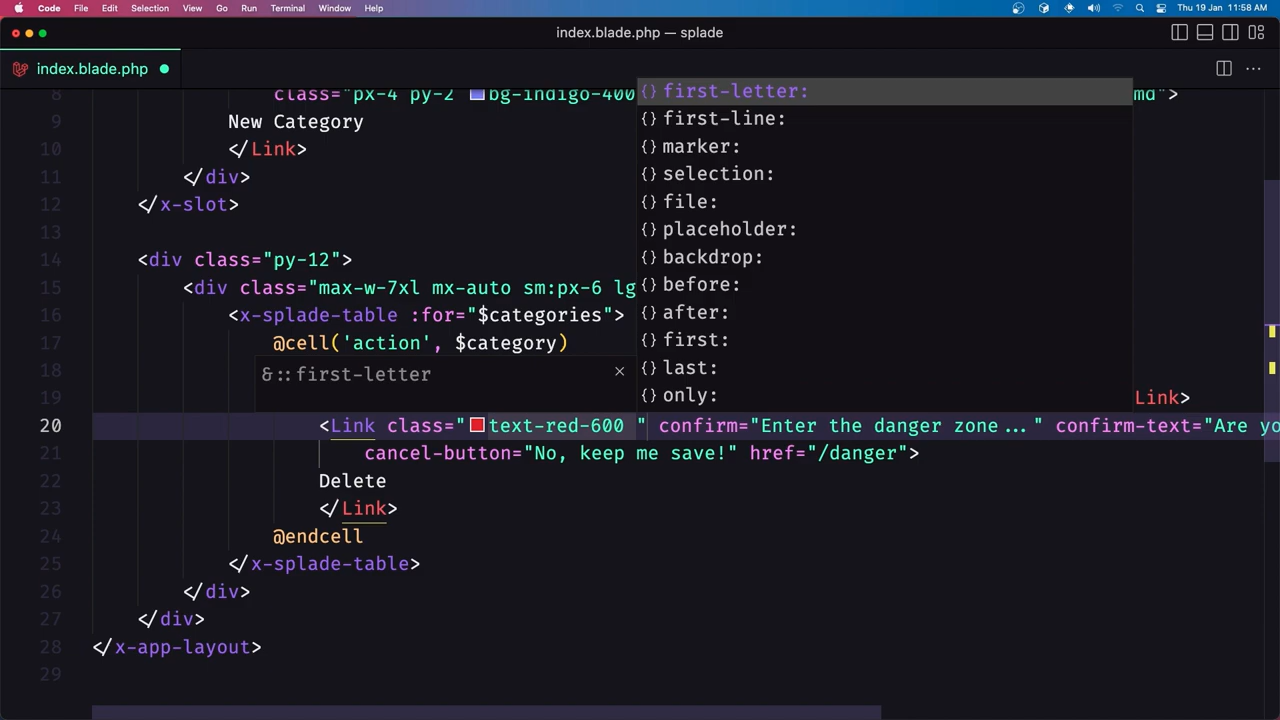 Code File Edit Selection View Go Run Terminal Window Help Thu 19 Jan 11:58 AM
index.blade.php — splade
index.blade.php
8 class="px-4 py-2 bg-indigo-400 md">
9 New Category
10 </Link>
11 </div>
12 </x-slot>
13
14 <div class="py-12">
15 <div class="max-w-7xl mx-auto sm:px-6 lg
16 <x-splade-table :for="$categories">
17 @cell('action', $category)
18
19 Link>
20 <Link class="text-red-600 " confirm="Enter the danger zone..." confirm-text="Are yo
21 cancel-button="No, keep me save!" href="/danger">
22 Delete
23 </Link>
24 @endcell
25 </x-splade-table>
26 </div>
27 </div>
28 </x-app-layout>
29
{} first-letter:
{} first-line:
{} marker:
{} selection:
{} file:
{} placeholder:
{} backdrop:
{} before:
{} after:
{} first:
{} last:
{} only:
&::first-letter